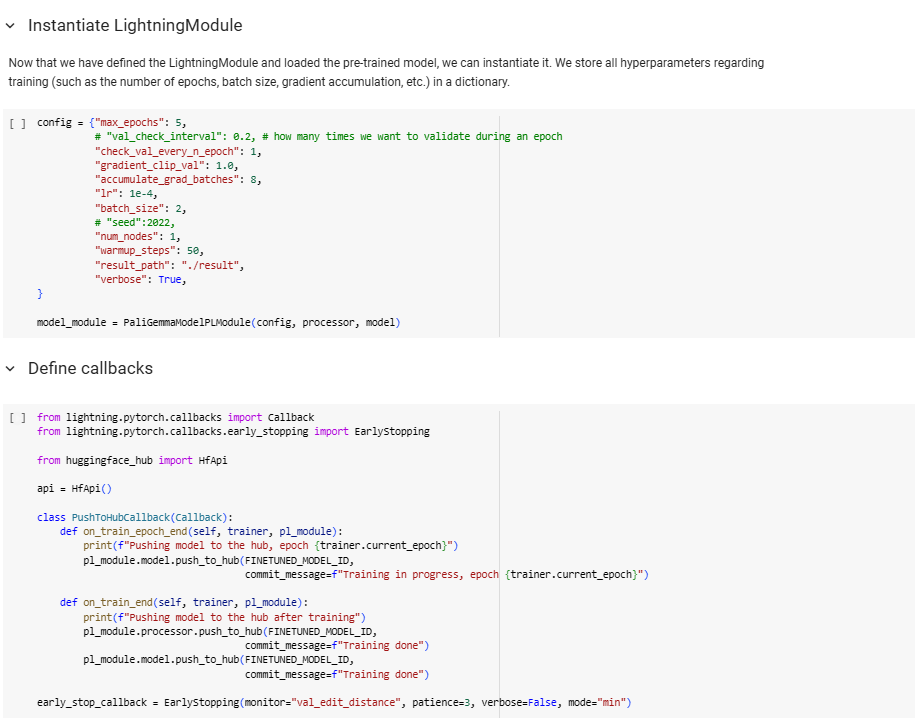 Instantiate LightningModule
Now that we have defined the LightningModule and loaded the pre-trained model, we can instantiate it. We store all hyperparameters regarding
training (such as the number of epochs, batch size, gradient accumulation, etc.) in a dictionary.
[ ] config = {"max_epochs": 5,
# "val_check_interval": 0.2, # how many times we want to validate during an epoch
"check_val_every_n_epoch": 1,
"gradient_clip_val": 1.0,
"accumulate_grad_batches": 8,
"lr": 1e-4,
"batch_size": 2,
# "seed":2022,
"num_nodes": 1,
"warmup_steps": 50,
"result_path": "./result",
"verbose": True,
}
model_module = PaliGemmaModelPLModule(config, processor, model)
Define callbacks
[ ] from lightning.pytorch.callbacks import Callback
from lightning.pytorch.callbacks.early_stopping import EarlyStopping
from huggingface_hub import HfApi
api = HfApi()
class PushToHubCallback(Callback):
def on_train_epoch_end(self, trainer, pl_module):
print(f"Pushing model to the hub, epoch {trainer.current_epoch}")
pl_module.model.push_to_hub(FINETUNED_MODEL_ID,
commit_message=f"Training in progress, epoch {trainer.current_epoch}")
def on_train_end(self, trainer, pl_module):
print(f"Pushing model to the hub after training")
pl_module.processor.push_to_hub(FINETUNED_MODEL_ID,
commit_message=f"Training done")
pl_module.model.push_to_hub(FINETUNED_MODEL_ID,
commit_message=f"Training done")
early_stop_callback = EarlyStopping(monitor="val_edit_distance", patience=3, verbose=False, mode="min")